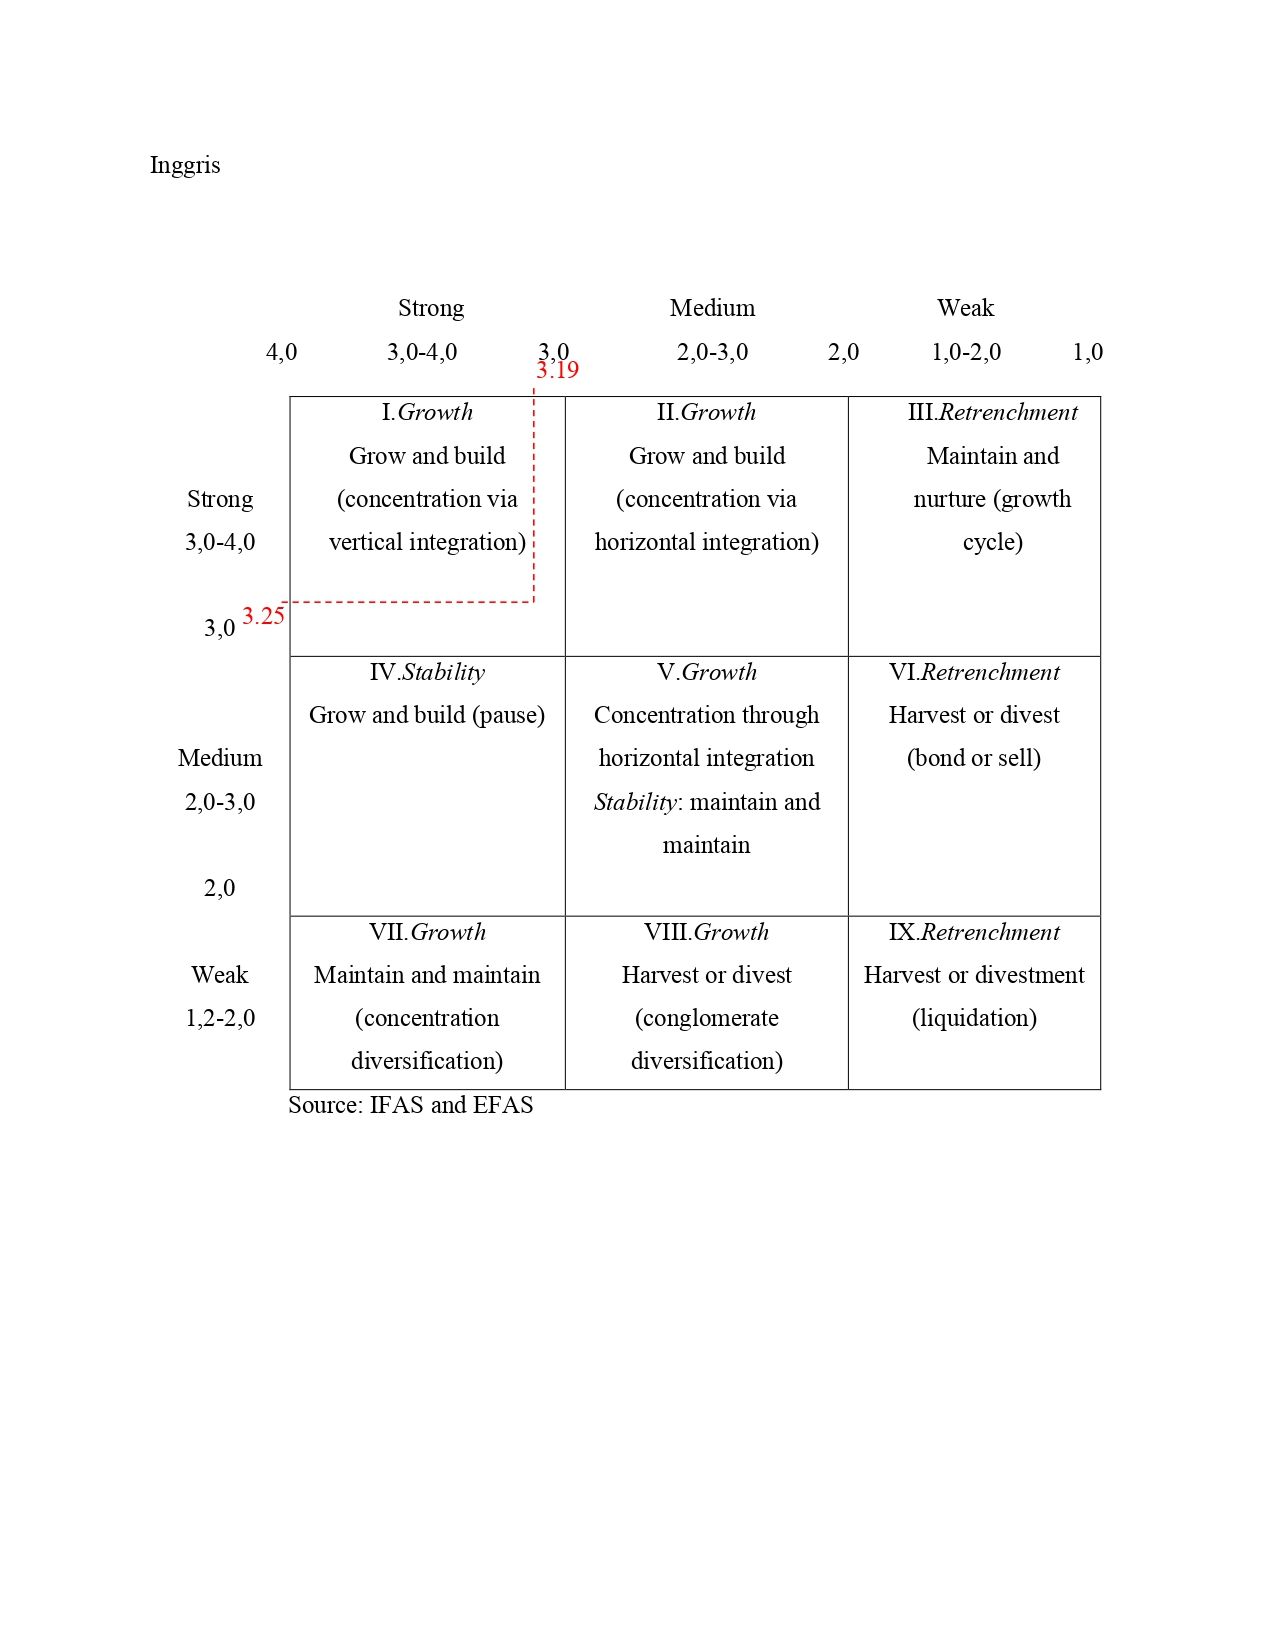 Inggris
Strong Medium Weak
4,0 3,0-4,0 3,0 2,0-3,0 2,0 1,0-2,0 1,0
3.19
I.Growth
Grow and build
(concentration via
vertical integration)
II.Growth
Grow and build
(concentration via
horizontal integration)
III.Retrenchment
Maintain and
nurture (growth
cycle)
Strong
3,0-4,0
3,0 3.25
IV.Stability
Grow and build (pause)
V.Growth
Concentration through
horizontal integration
Stability: maintain and
maintain
VI.Retrenchment
Harvest or divest
(bond or sell)
Medium
2,0-3,0
2,0
VII.Growth
Maintain and maintain
(concentration
diversification)
VIII.Growth
Harvest or divest
(conglomerate
diversification)
IX.Retrenchment
Harvest or divestment
(liquidation)
Weak
1,2-2,0
Source: IFAS and EFAS